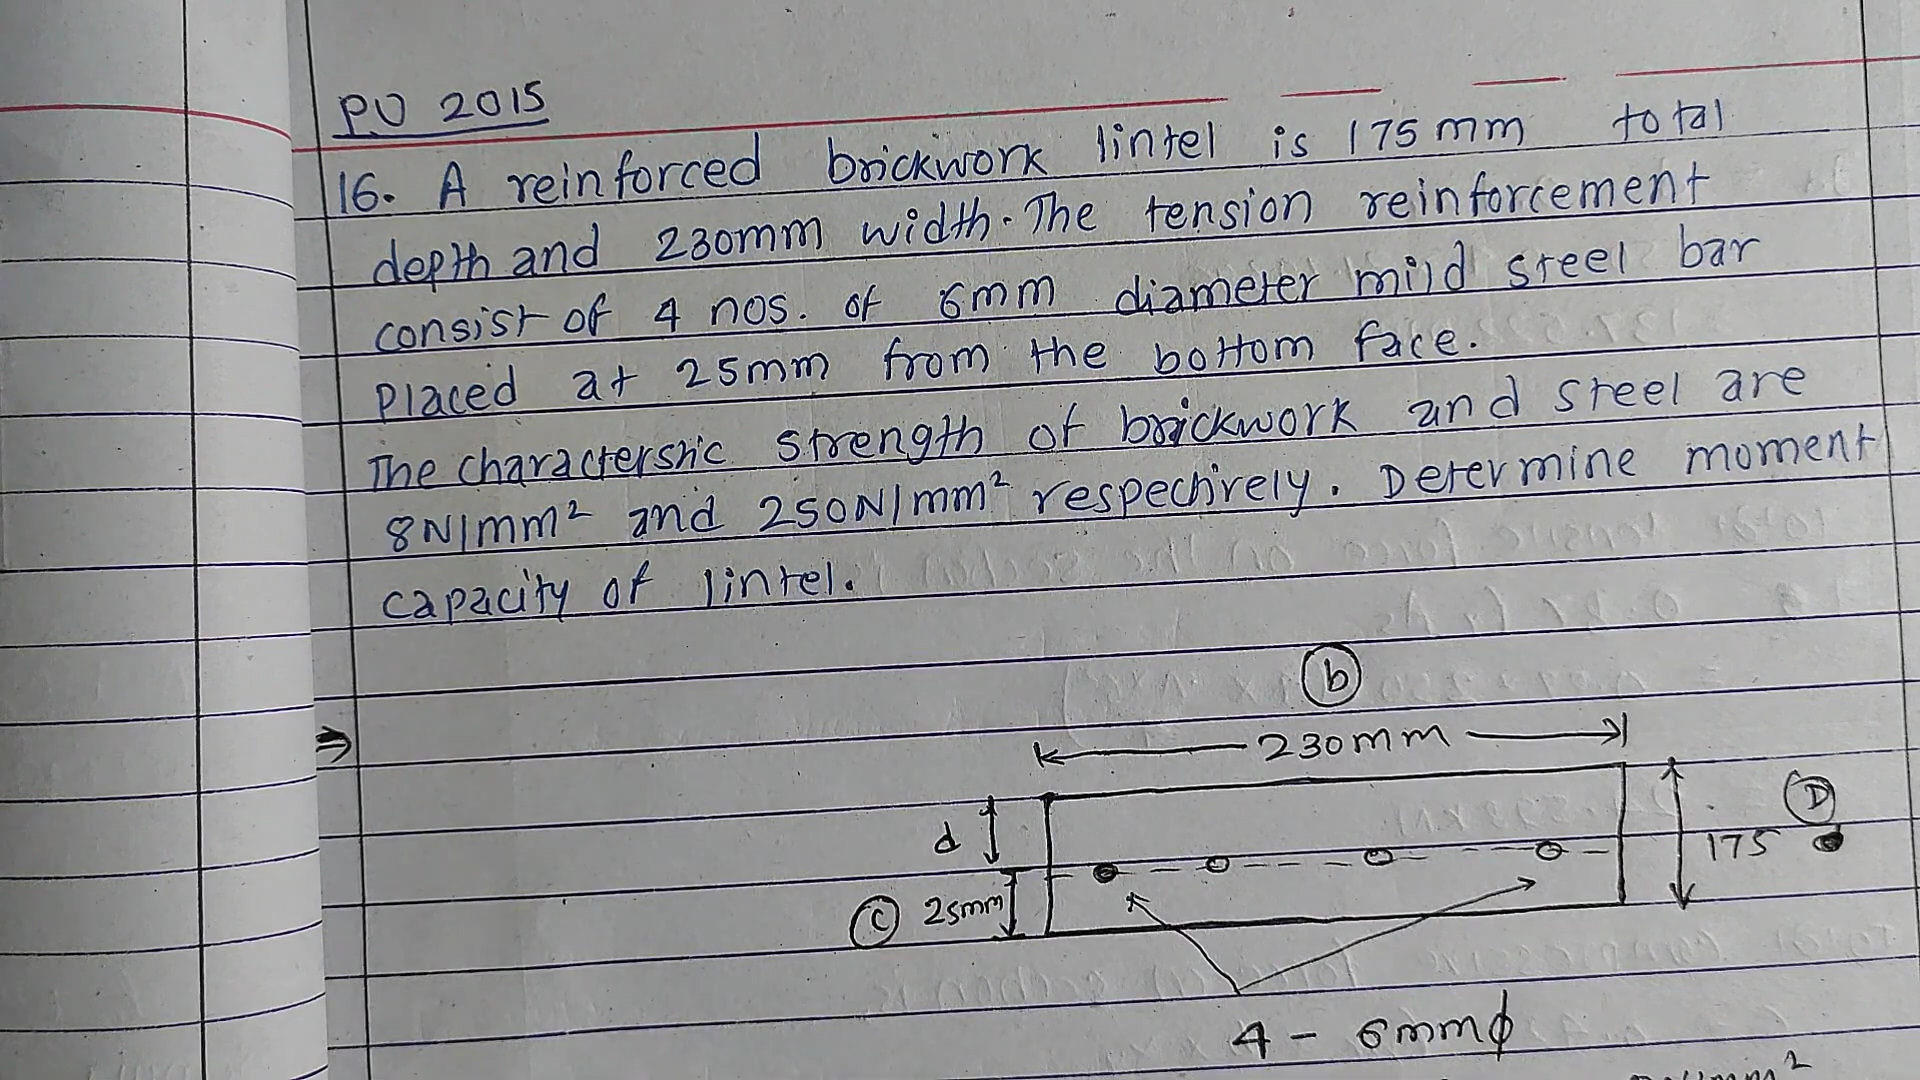 PU 2015
16. A reinforced brickwork lintel is 175 mm total
depth and 230mm width. The tension reinforcement
consist of 4 nos. of 6mm diameter mild steel bar
placed at 25mm from the bottom face.
The characterstic strength of brickwork and steel are
8N/mm² and 250N/mm² respectively. Determine moment
capacity of lintel.
b
⇒ 230mm
d
D
175
C 25mm
4 - 6mmϕ